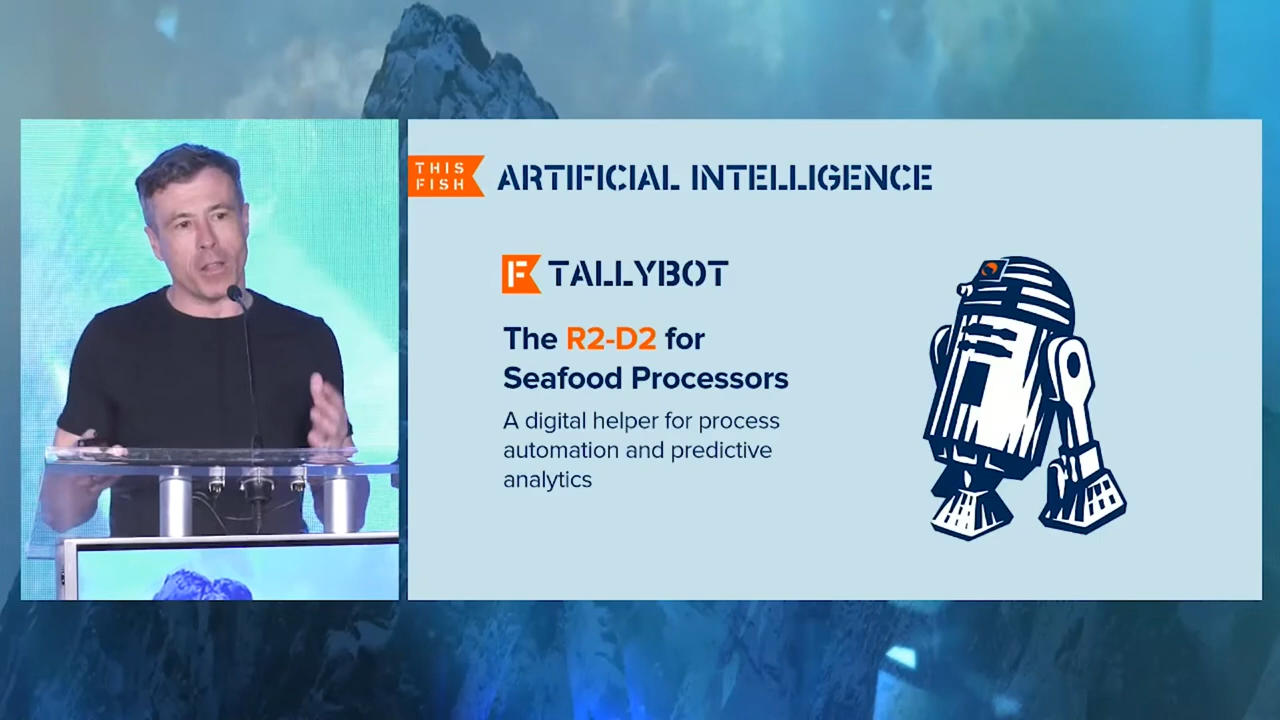 THIS
FISH
ARTIFICIAL INTELLIGENCE
F TALLYBOT
The R2-D2 for
Seafood Processors
A digital helper for process
automation and predictive
analytics